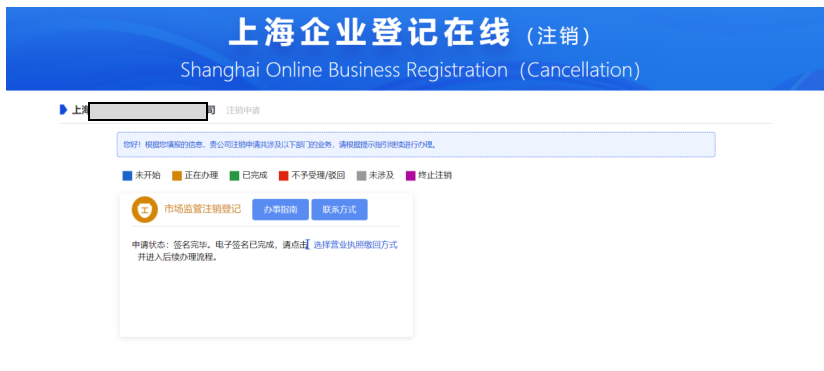 上海企业登记在线（注销）
Shanghai Online Business Registration（Cancellation）
上海 司 注销申请
您好！根据您填报的信息，贵公司注销申请共涉及以下部门的业务，请根据提示指引继续进行办理。
未开始 正在办理 已完成 不予受理/驳回 未涉及 终止注销
市场监管注销登记 办事指南 联系方式
申请状态：签名完毕。电子签名已完成，请点击 选择营业执照缴回方式
并进入后续办理流程。